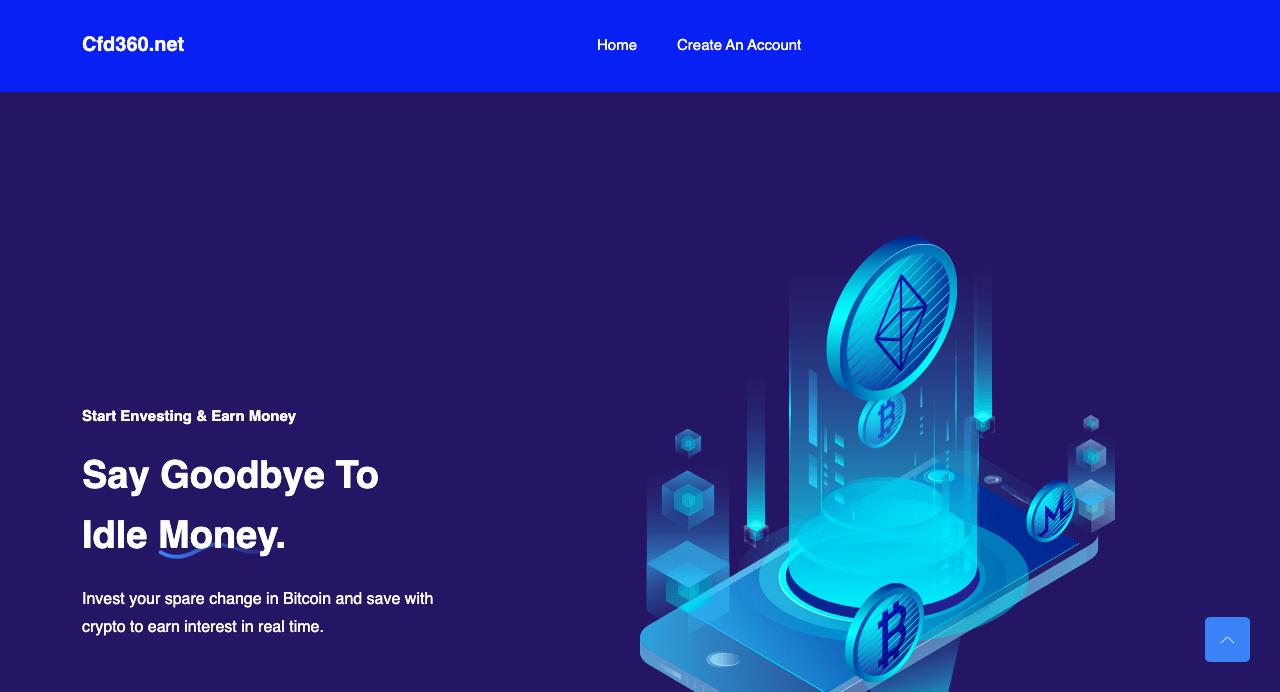 Cfd360.net
Home
Create An Account
Start Envesting & Earn Money
Say Goodbye To
Idle Money.
Invest your spare change in Bitcoin and save with
crypto to earn interest in real time.